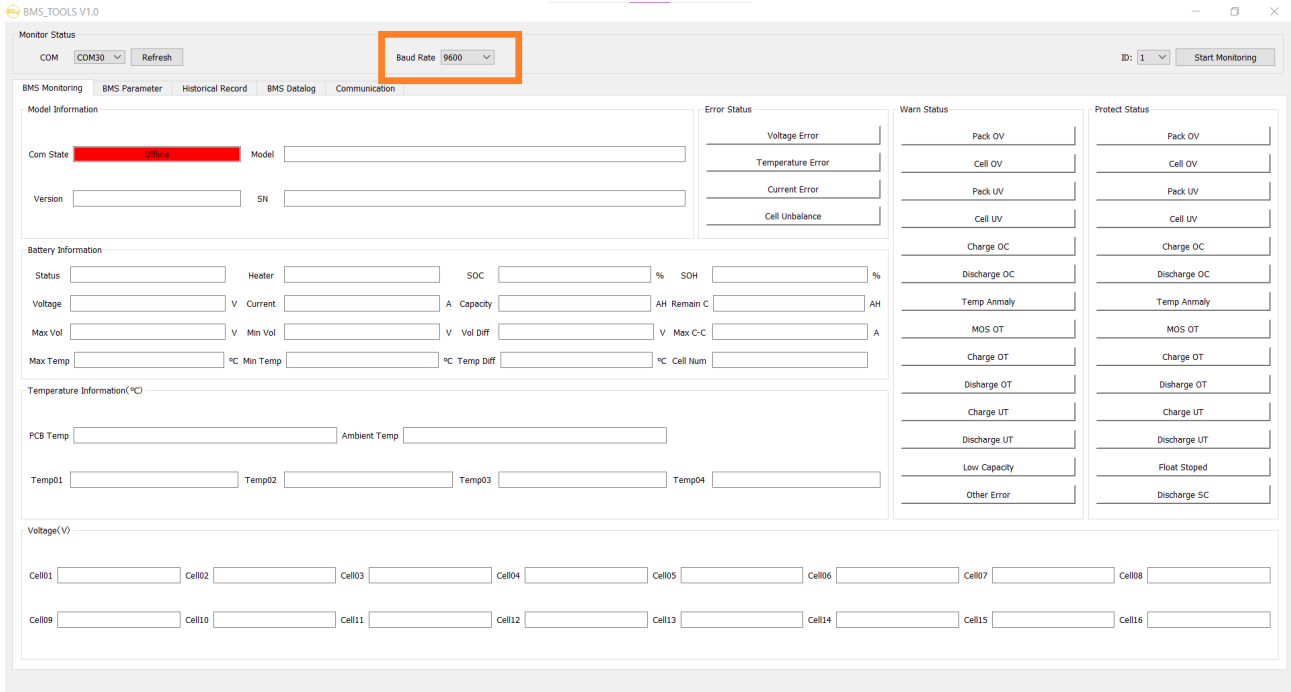 BMS_TOOLS V1.0
Monitor Status
COM COM30 Refresh Baud Rate 9600 ID: 1 Start Monitoring
BMS Monitoring BMS Parameter Historical Record BMS Datalog Communication
Model Information
Com State Offline Model
Version SN
Error Status
Voltage Error
Temperature Error
Current Error
Cell Unbalance
Warn Status
Pack OV
Cell OV
Pack UV
Cell UV
Charge OC
Discharge OC
Temp Anmaly
MOS OT
Charge OT
Disharge OT
Charge UT
Discharge UT
Low Capacity
Other Error
Protect Status
Pack OV
Cell OV
Pack UV
Cell UV
Charge OC
Discharge OC
Temp Anmaly
MOS OT
Charge OT
Disharge OT
Charge UT
Discharge UT
Float Stoped
Discharge SC
Battery Information
Status Heater SOC % SOH %
Voltage V Current A Capacity AH Remain C AH
Max Vol V Min Vol V Vol Diff V Max C-C A
Max Temp ºC Min Temp ºC Temp Diff ºC Cell Num
Temperature Information(ºC)
PCB Temp Ambient Temp
Temp01 Temp02 Temp03 Temp04
Voltage(V)
Cell01 Cell02 Cell03 Cell04 Cell05 Cell06 Cell07 Cell08
Cell09 Cell10 Cell11 Cell12 Cell13 Cell14 Cell15 Cell16